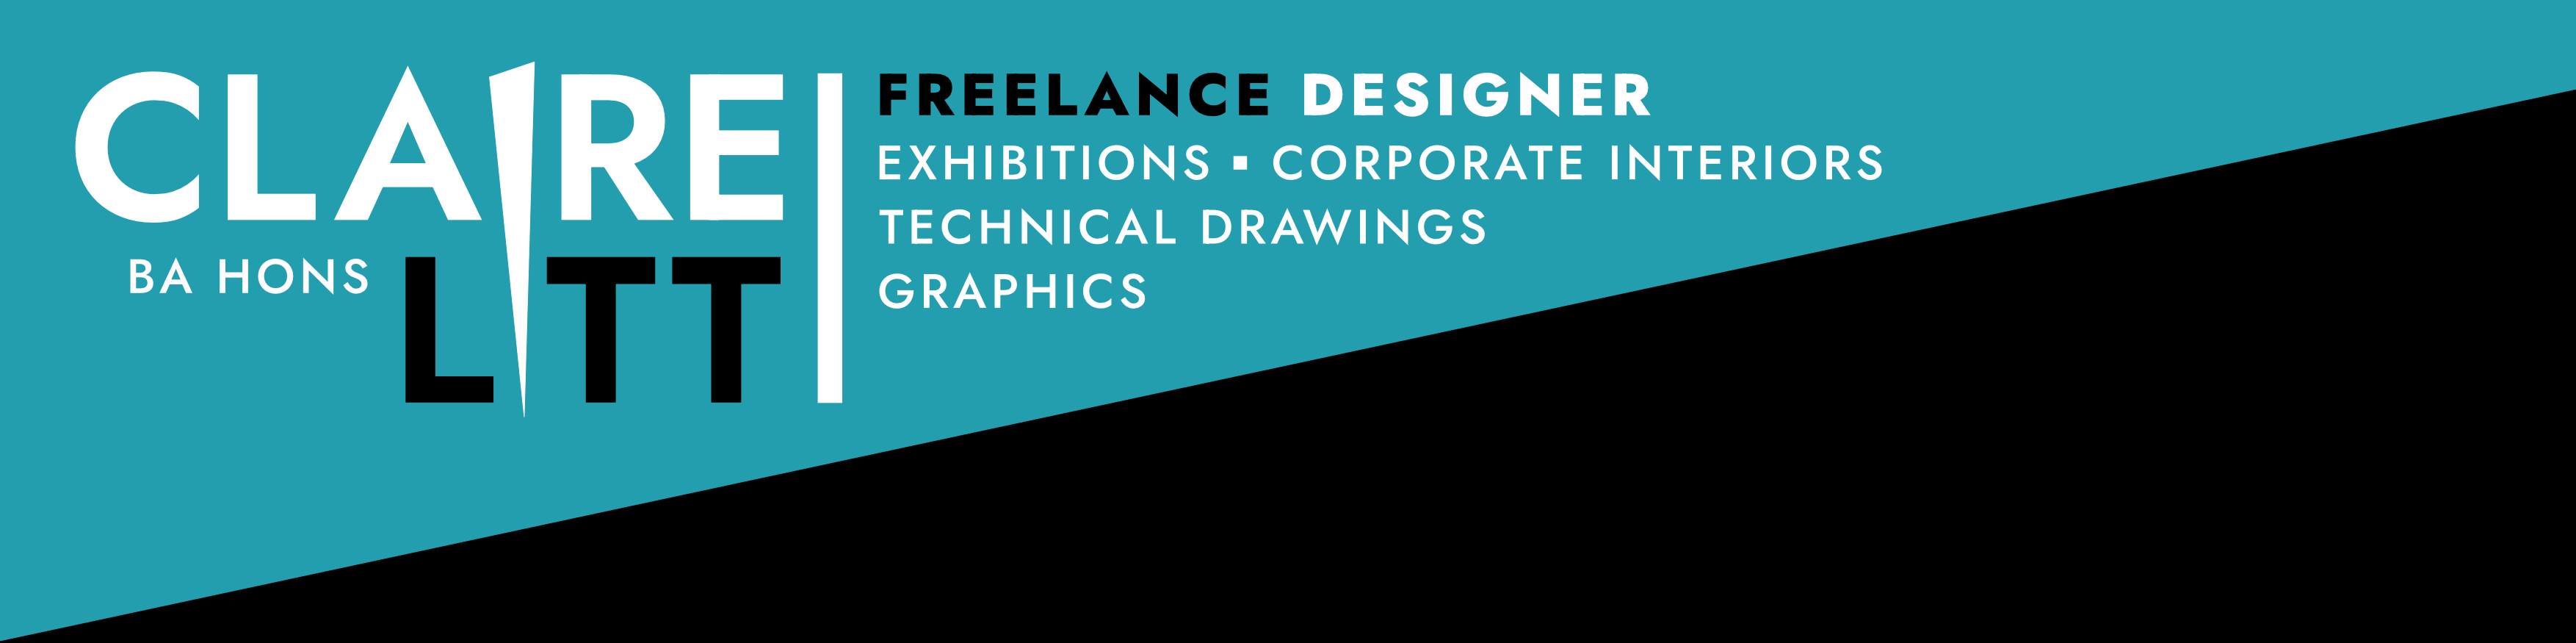 CLAIRE
BA HONS LITT
FREELANCE DESIGNER
EXHIBITIONS ▪ CORPORATE INTERIORS
TECHNICAL DRAWINGS
GRAPHICS